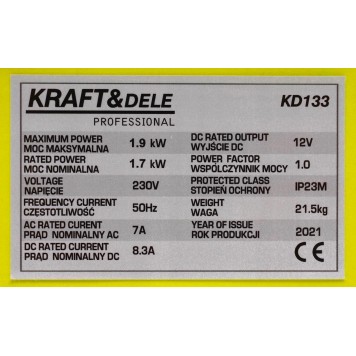 KRAFT&DELE KD133
PROFESSIONAL
MAXIMUM POWER
MOC MAKSYMALNA 1.9 kW
RATED POWER
MOC NOMINALNA 1.7 kW
VOLTAGE
NAPIĘCIE 230V
FREQUENCY CURRENT
CZĘSTOTLIWOŚĆ 50Hz
AC RATED CURENT
PRĄD NOMINALNY AC 7A
DC RATED CURRENT
PRĄD NOMINALNY DC 8.3A
DC RATED OUTPUT
WYJŚCIE DC 12V
POWER FACTOR
WSPÓŁCZYNNIK MOCY 1.0
PROTECTED CLASS
STOPIEŃ OCHRONY IP23M
WEIGHT
WAGA 21.5kg
YEAR OF ISSUE
ROK PRODUKCJI 2021
CE